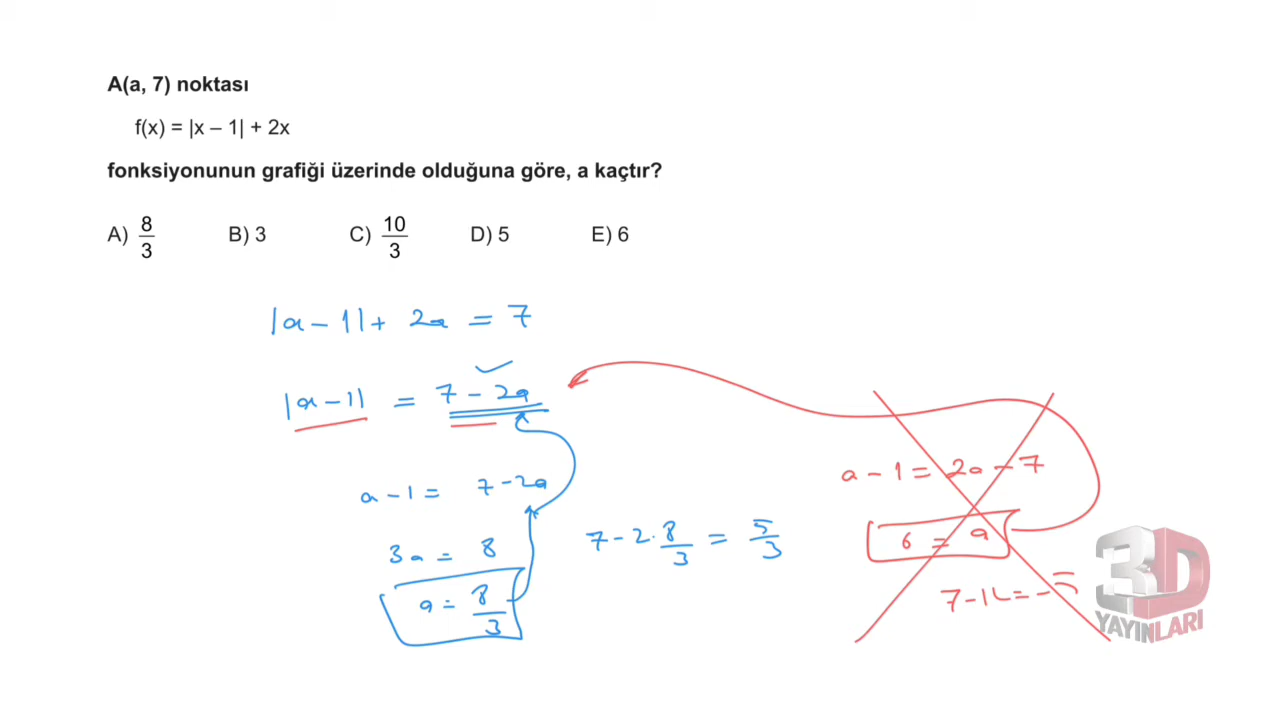 A(a, 7) noktası
f(x) = |x – 1| + 2x
fonksiyonunun grafiği üzerinde olduğuna göre, a kaçtır?
A) 8/3 B) 3 C) 10/3 D) 5 E) 6
|a – 1| + 2a = 7
|a – 1| = 7 – 2a
a – 1 = 7 – 2a
3a = 8
a = 8/3
7 – 2 · 8/3 = 5/3
a – 1 = 2a – 7
6 = a
7 – 12 = –5
3D
YAYINLARI